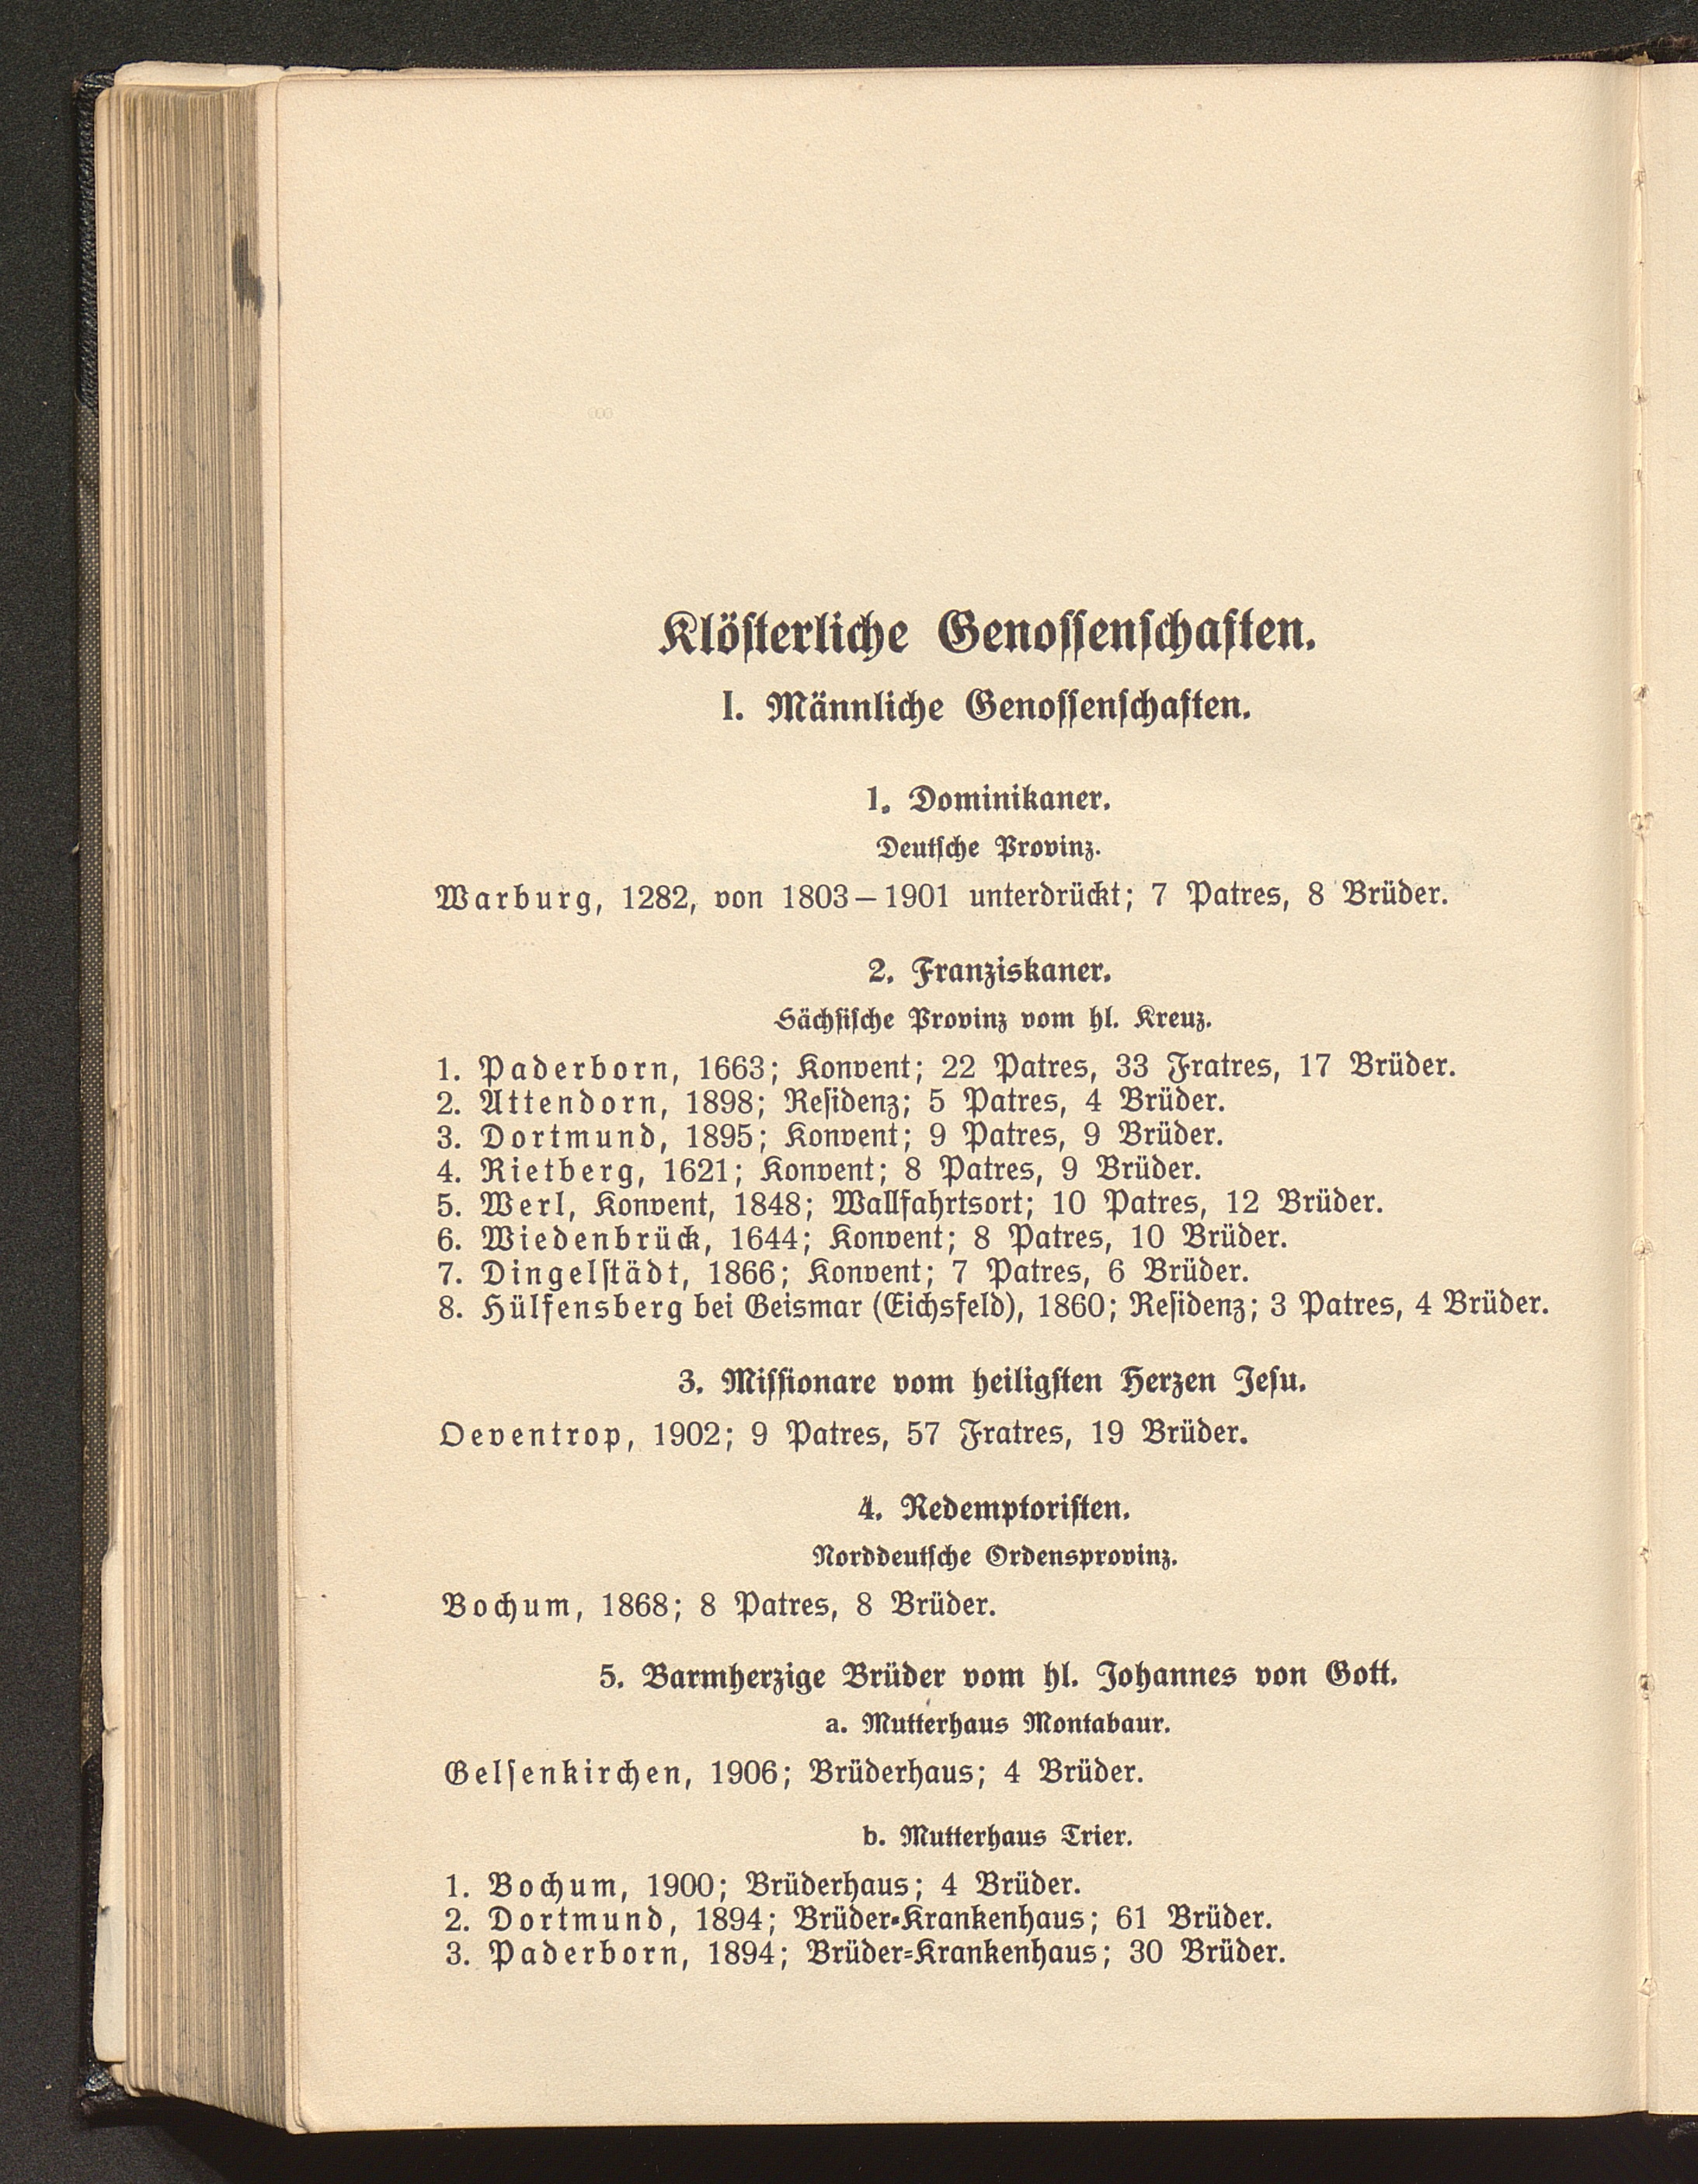 Klöſterliche Genoſſenſchaften.
I. Männliche Genoſſenſchaften.
1. Dominikaner.
Deutſche Provinz.
Warburg, 1282, von 1803–1901 unterdrückt; 7 Patres, 8 Brüder.
2. Franziskaner.
Sächſiſche Provinz vom hl. Kreuz.
1. Paderborn, 1663; Konvent; 22 Patres, 33 Fratres, 17 Brüder.
2. Attendorn, 1898; Reſidenz; 5 Patres, 4 Brüder.
3. Dortmund, 1895; Konvent; 9 Patres, 9 Brüder.
4. Rietberg, 1621; Konvent; 8 Patres, 9 Brüder.
5. Werl, Konvent, 1848; Wallfahrtsort; 10 Patres, 12 Brüder.
6. Wiedenbrück, 1644; Konvent; 8 Patres, 10 Brüder.
7. Dingelſtädt, 1866; Konvent; 7 Patres, 6 Brüder.
8. Hülfensberg bei Geismar (Eichsfeld), 1860; Reſidenz; 3 Patres, 4 Brüder.
3. Miſſionare vom heiligſten Herzen Jeſu.
Oeventrop, 1902; 9 Patres, 57 Fratres, 19 Brüder.
4. Redemptoriſten.
Norddeutſche Ordensprovinz.
Bochum, 1868; 8 Patres, 8 Brüder.
5. Barmherzige Brüder vom hl. Johannes von Gott.
a. Mutterhaus Montabaur.
Gelſenkirchen, 1906; Brüderhaus; 4 Brüder.
b. Mutterhaus Trier.
1. Bochum, 1900; Brüderhaus; 4 Brüder.
2. Dortmund, 1894; Brüder-Krankenhaus; 61 Brüder.
3. Paderborn, 1894; Brüder-Krankenhaus; 30 Brüder.